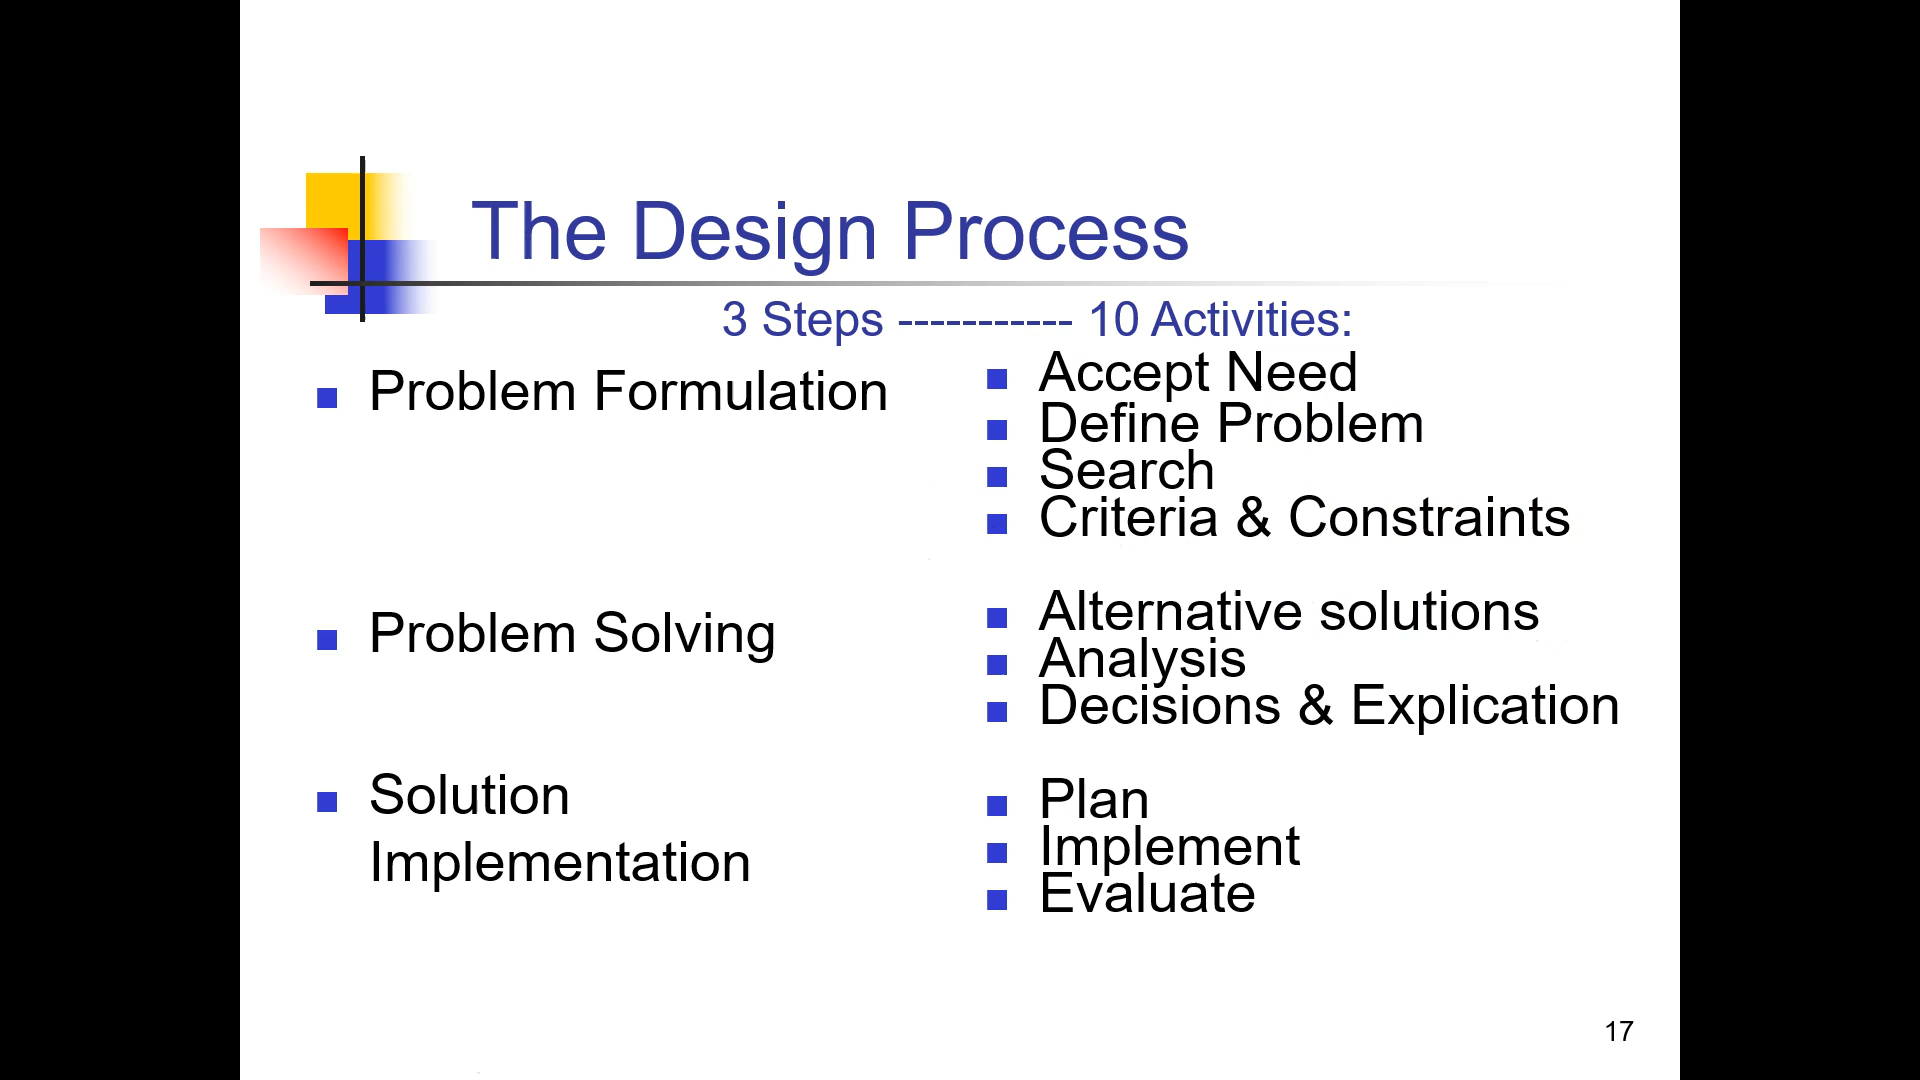 The Design Process
3 Steps ----------- 10 Activities:
Problem Formulation
Accept Need
Define Problem
Search
Criteria & Constraints
Problem Solving
Alternative solutions
Analysis
Decisions & Explication
Solution
Implementation
Plan
Implement
Evaluate
17